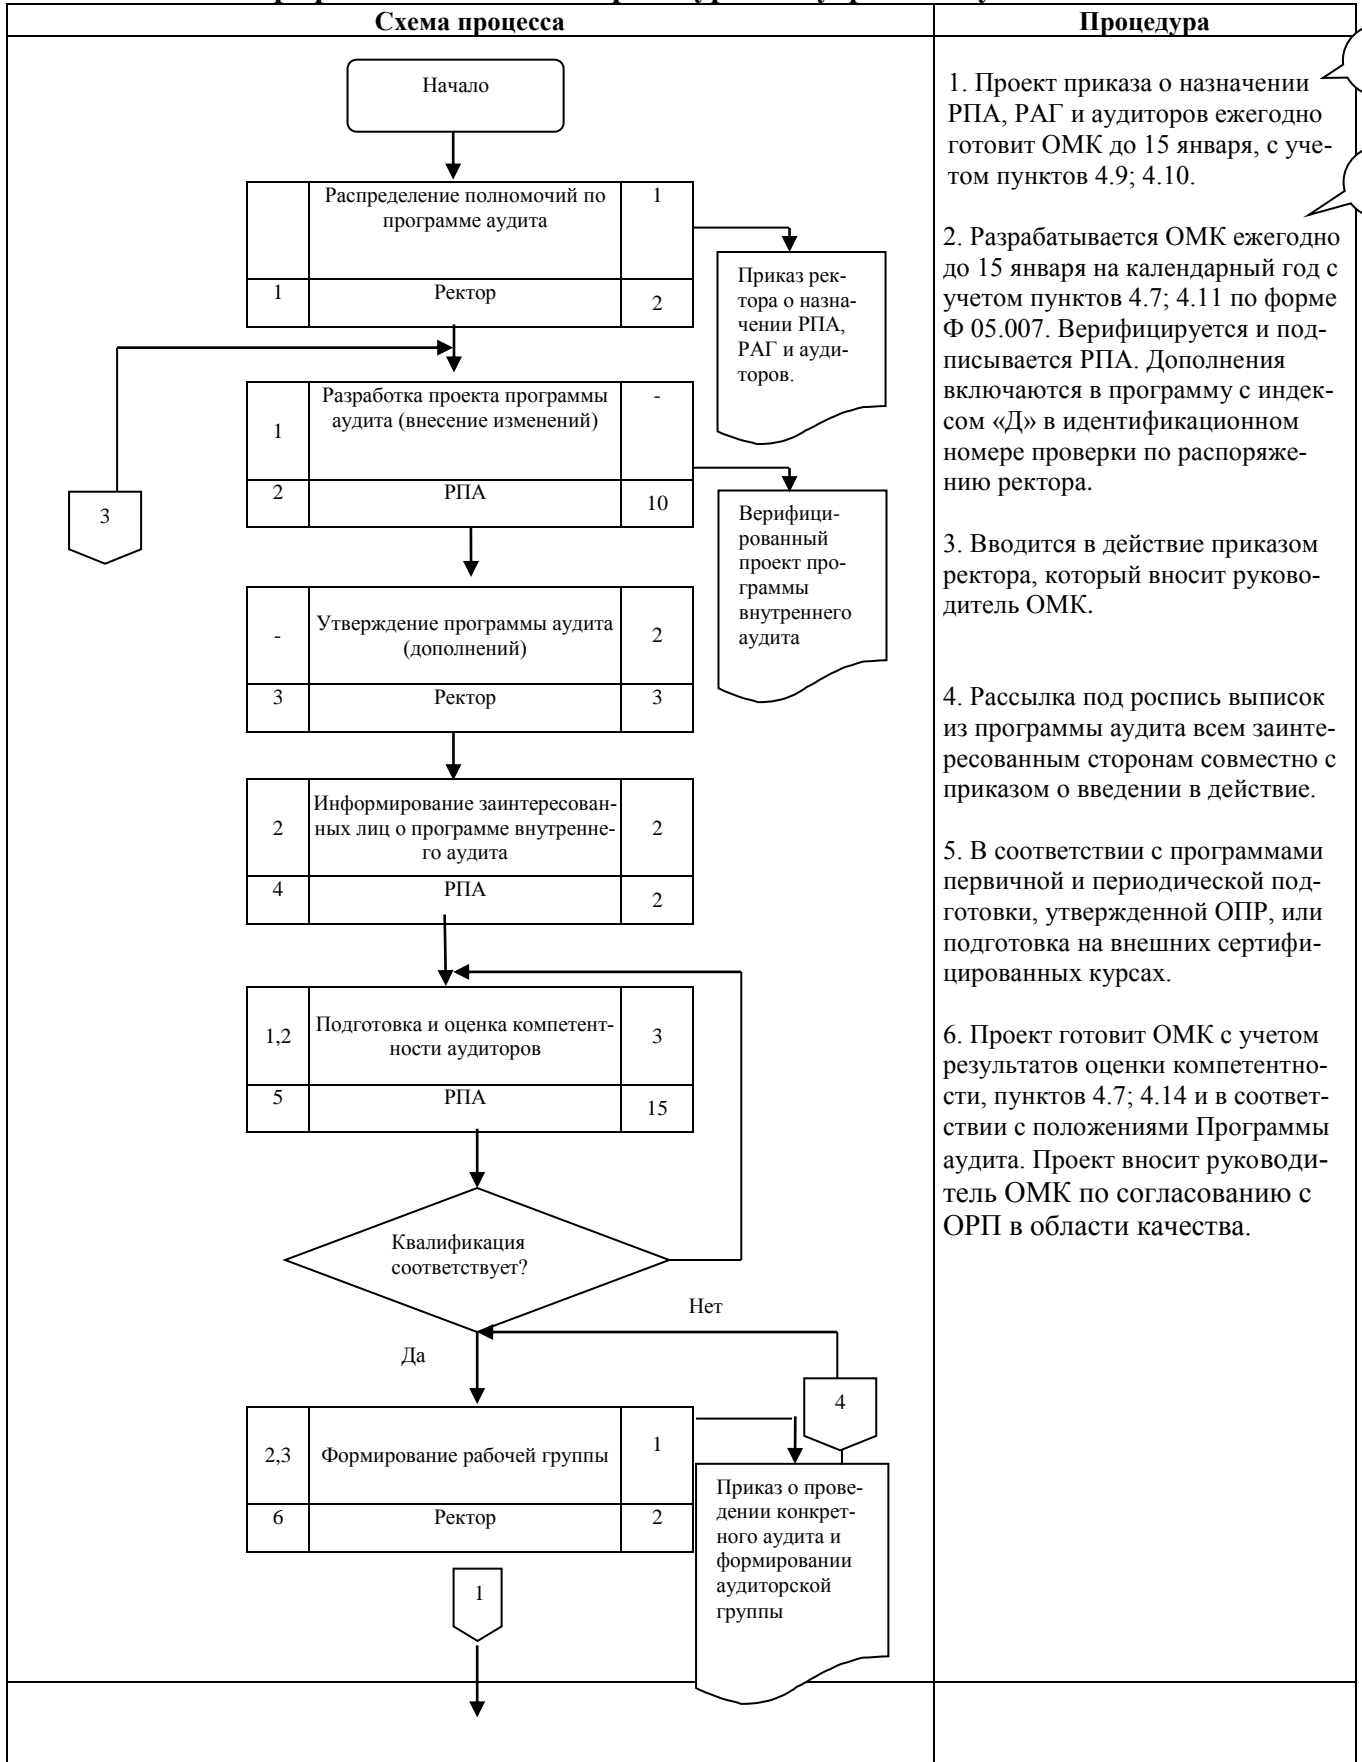 Схема процесса
Процедура
Начало
Распределение полномочий по
программе аудита
1
1
Ректор
2
Приказ рек-
тора о назна-
чении РПА,
РАГ и ауди-
торов.
3
1
Разработка проекта программы
аудита (внесение изменений)
-
2
РПА
10
Верифици-
рованный
проект про-
граммы
внутреннего
аудита
-
Утверждение программы аудита
(дополнений)
2
3
Ректор
3
2
Информирование заинтересован-
ных лиц о программе внутренне-
го аудита
2
4
РПА
2
1,2
Подготовка и оценка компетент-
ности аудиторов
3
5
РПА
15
Квалификация
соответствует?
Нет
Да
4
2,3
Формирование рабочей группы
1
6
Ректор
2
Приказ о прове-
дении конкрет-
ного аудита и
формировании
аудиторской
группы
1
1. Проект приказа о назначении
РПА, РАГ и аудиторов ежегодно
готовит ОМК до 15 января, с уче-
том пунктов 4.9; 4.10.
2. Разрабатывается ОМК ежегодно
до 15 января на календарный год с
учетом пунктов 4.7; 4.11 по форме
Ф 05.007. Верифицируется и под-
писывается РПА. Дополнения
включаются в программу с индек-
сом «Д» в идентификационном
номере проверки по распоряже-
нию ректора.
3. Вводится в действие приказом
ректора, который вносит руково-
дитель ОМК.
4. Рассылка под роспись выписок
из программы аудита всем заинте-
ресованным сторонам совместно с
приказом о введении в действие.
5. В соответствии с программами
первичной и периодической под-
готовки, утвержденной ОПР, или
подготовка на внешних сертифи-
цированных курсах.
6. Проект готовит ОМК с учетом
результатов оценки компетентно-
сти, пунктов 4.7; 4.14 и в соответ-
ствии с положениями Программы
аудита. Проект вносит руководи-
тель ОМК по согласованию с
ОРП в области качества.